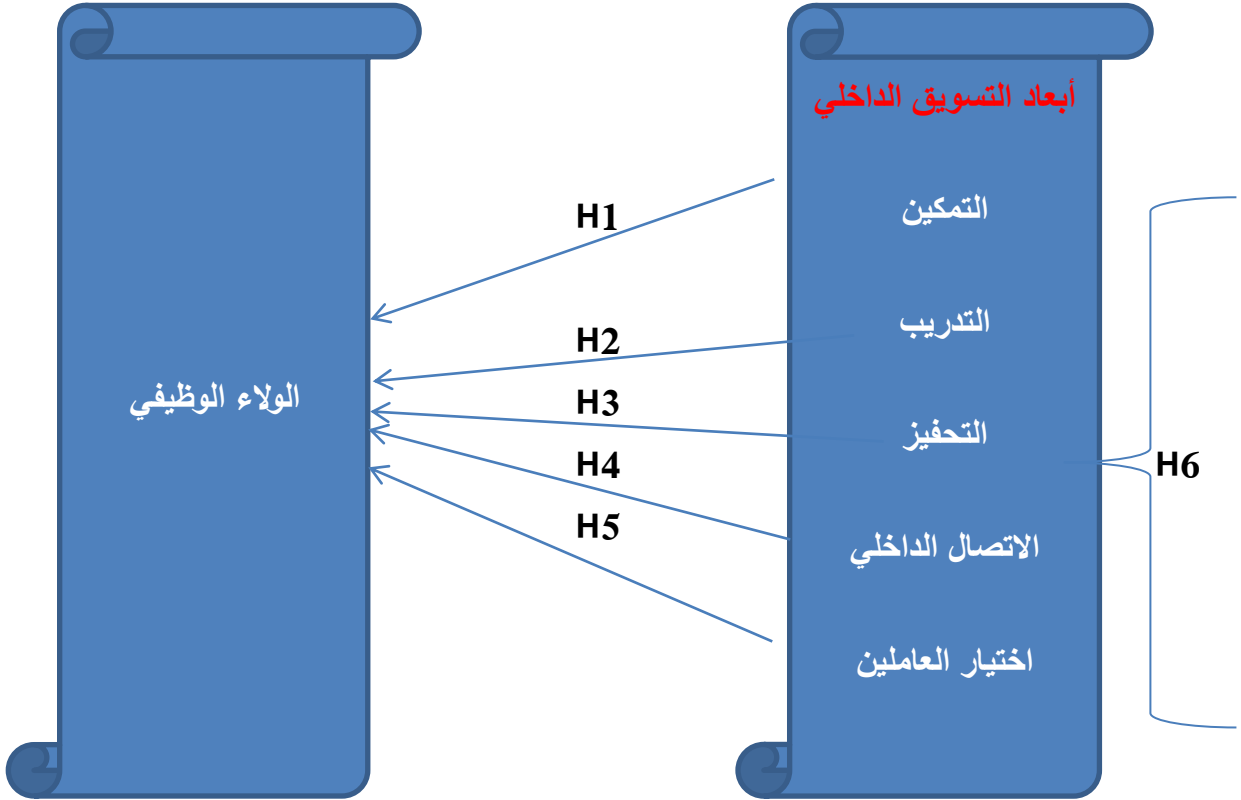 أبعاد التسويق الداخلي
التمكين
التدريب
التحفيز
الاتصال الداخلي
اختيار العاملين
H6
H1
H2
H3
H4
H5
الولاء الوظيفي